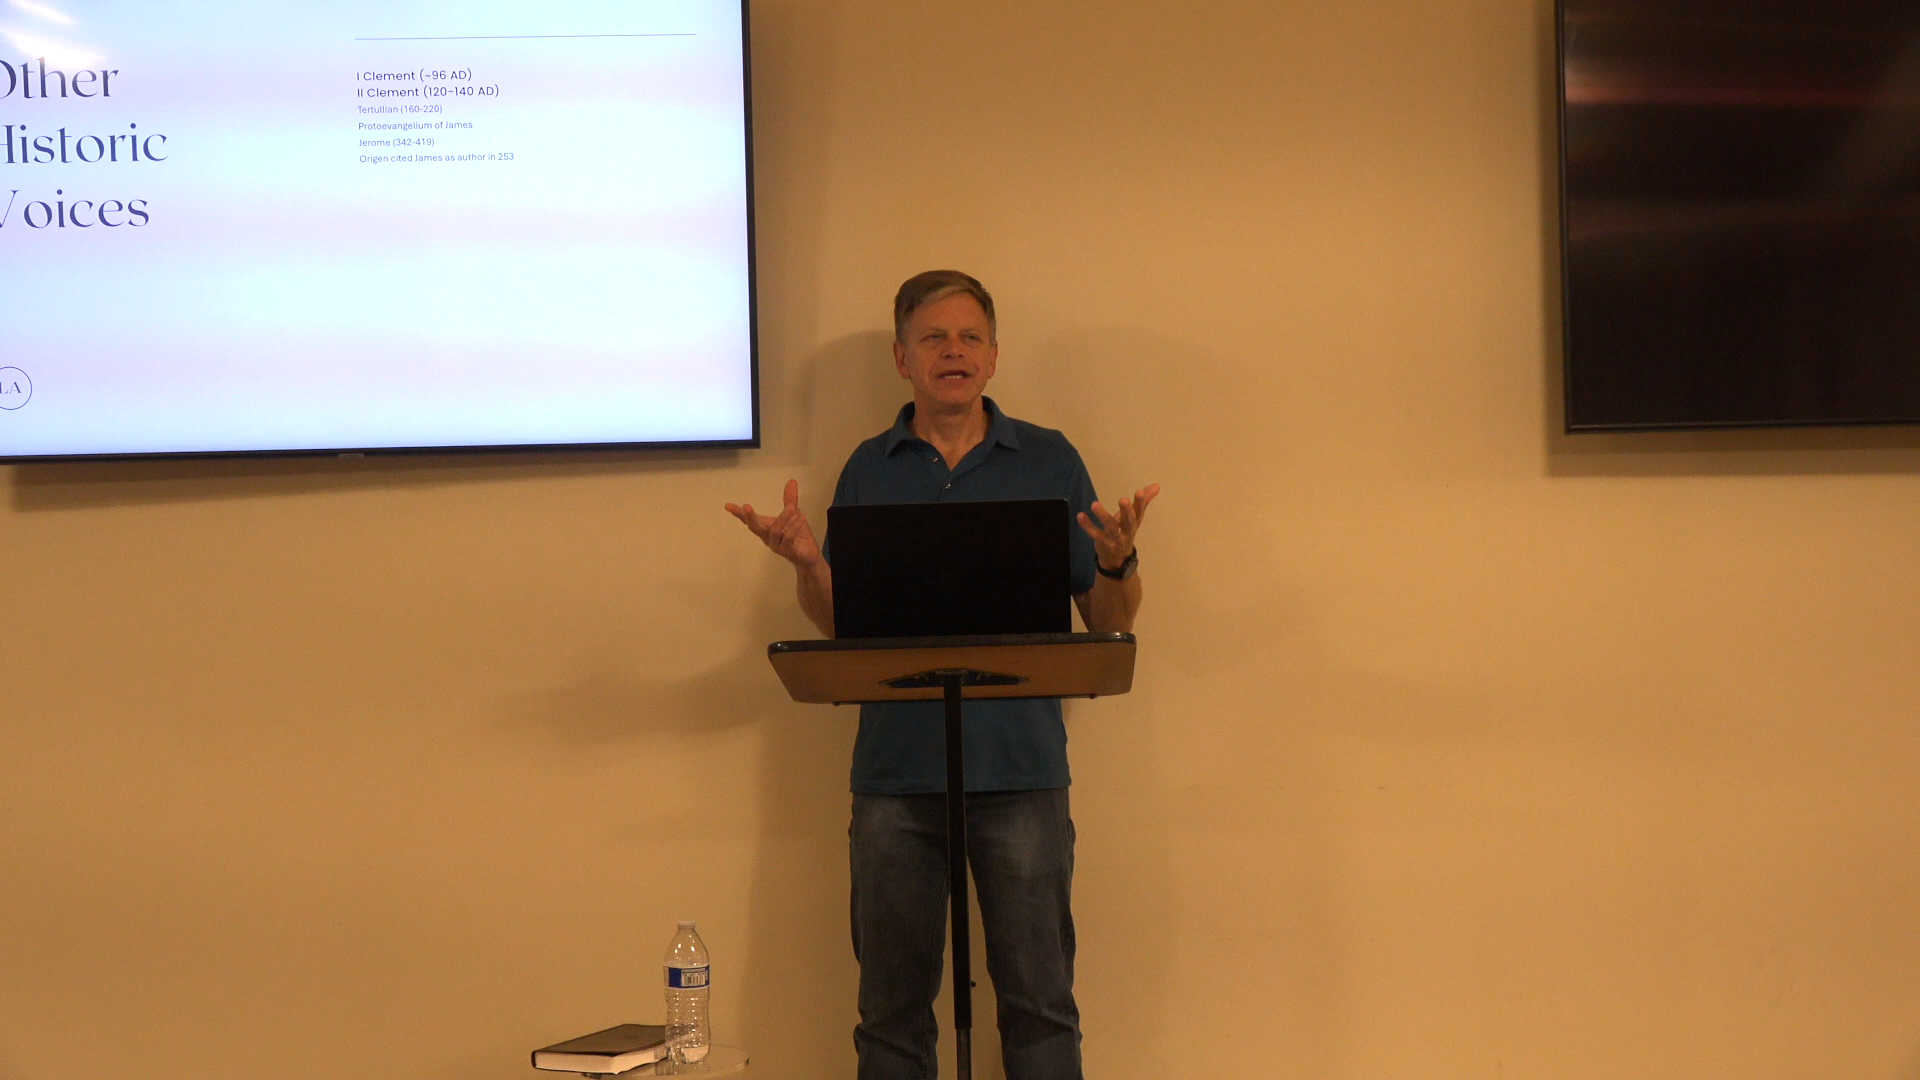 Other
Historic
Voices
I Clement (~96 AD)
II Clement (120-140 AD)
Tertullian (160-220)
Protoevangelium of James
Jerome (342-419)
Origen cited James as author in 253
LA